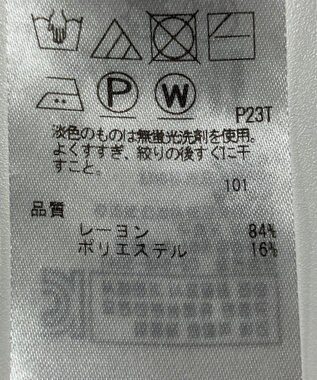 P W
P23T
淡色のものは無蛍光洗剤を使用。
よくすすぎ、絞りの後すぐに干
すこと。
101
品質
レーヨン 84%
ポリエステル 16%